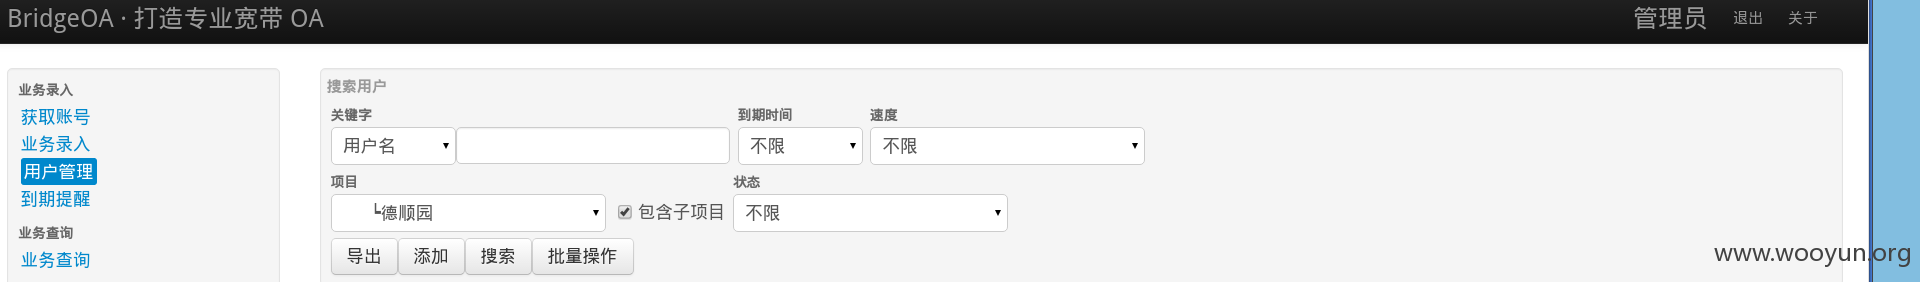 BridgeOA · 打造专业宽带 OA
管理员 退出 关于
业务录入
获取账号
业务录入
用户管理
到期提醒
业务查询
业务查询
搜索用户
关键字 到期时间 速度
用户名 不限 不限
项目 状态
┗德顺园 包含子项目 不限
导出 添加 搜索 批量操作
www.wooyun.org